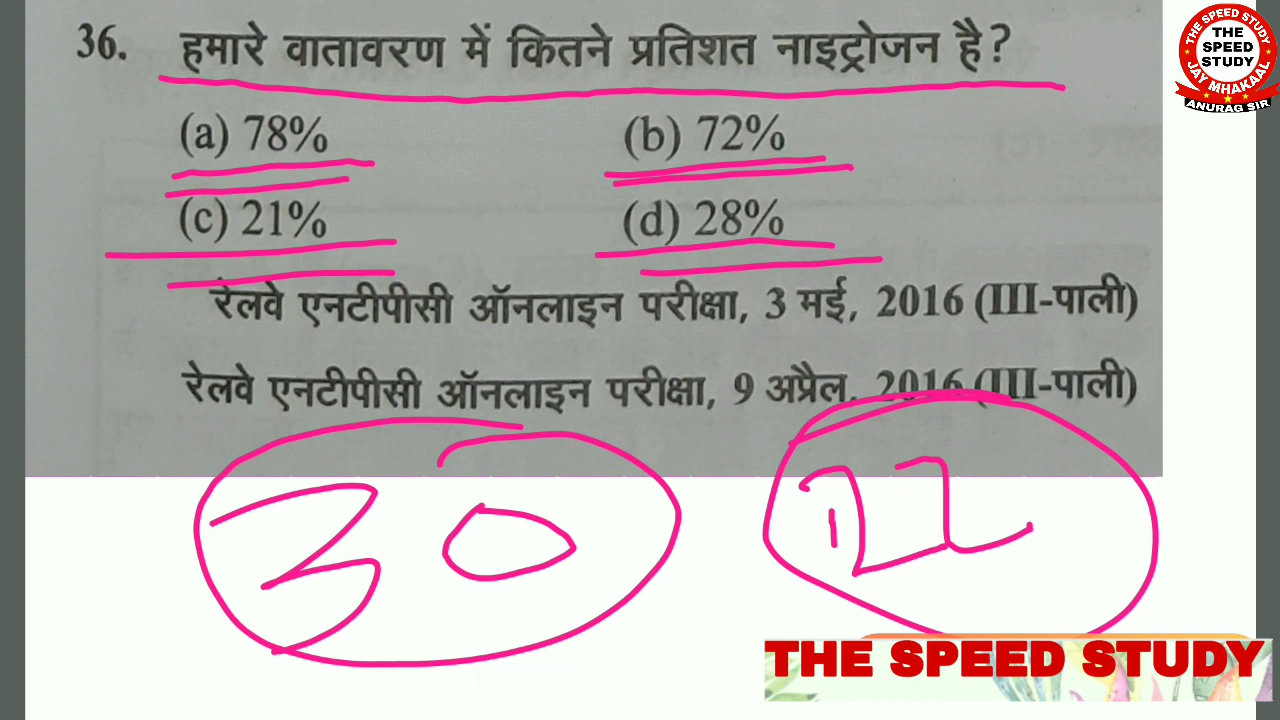 36. हमारे वातावरण में कितने प्रतिशत नाइट्रोजन है?
(a) 78% (b) 72%
(c) 21% (d) 28%
रेलवे एनटीपीसी ऑनलाइन परीक्षा, 3 मई, 2016 (III-पाली)
रेलवे एनटीपीसी ऑनलाइन परीक्षा, 9 अप्रैल, 2016 (III-पाली)
30
THE SPEED STUDY
THE SPEED STUDY
THE
SPEED
STUDY
JAY MHAKAAL
ANURAG SIR